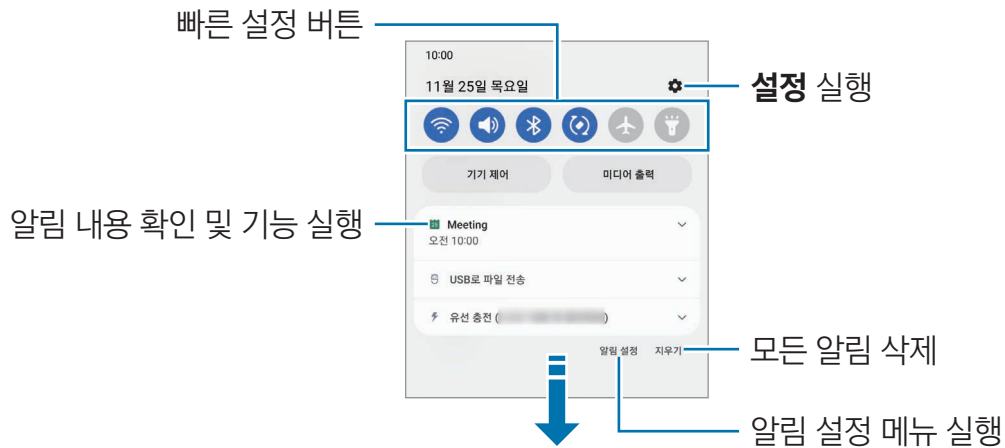 빠른 설정 버튼
10:00
11월 25일 목요일
설정 실행
기기 제어
미디어 출력
알림 내용 확인 및 기능 실행
Meeting
오전 10:00
USB로 파일 전송
유선 충전 ( )
알림 설정 지우기
모든 알림 삭제
알림 설정 메뉴 실행